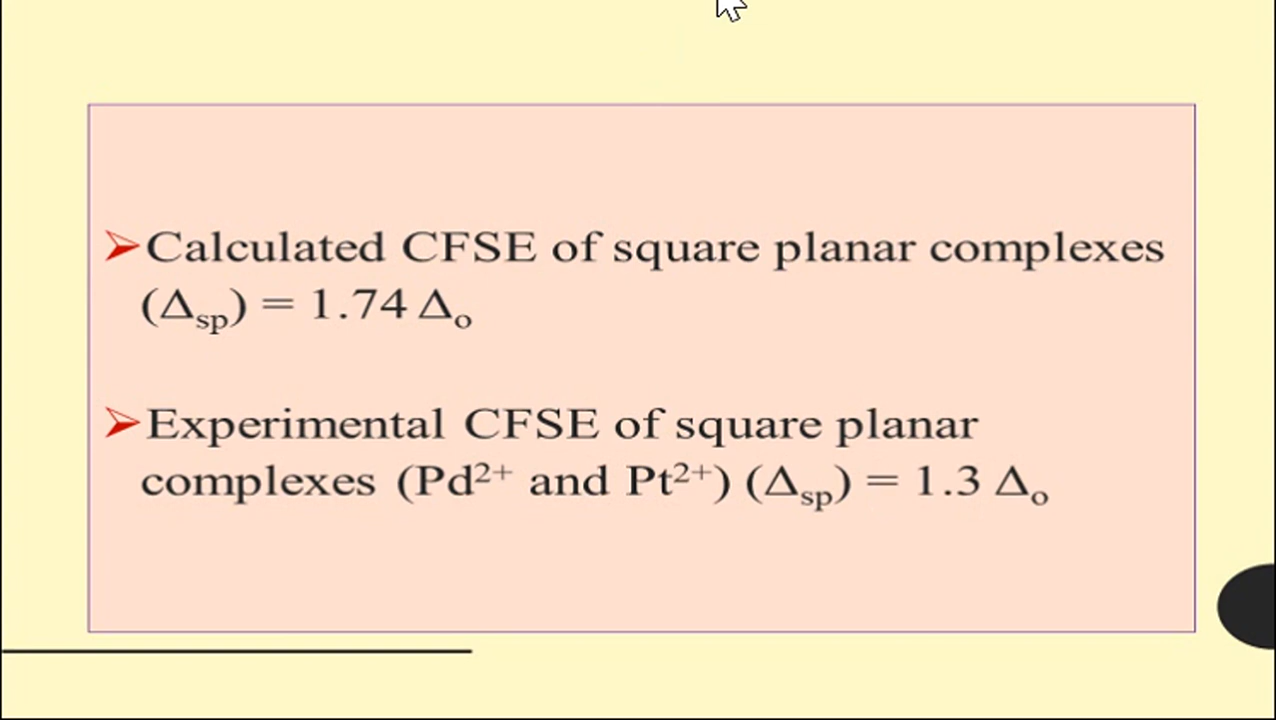 ➢Calculated CFSE of square planar complexes
(Δsp) = 1.74 Δo
➢Experimental CFSE of square planar
complexes (Pd²⁺ and Pt²⁺) (Δsp) = 1.3 Δo